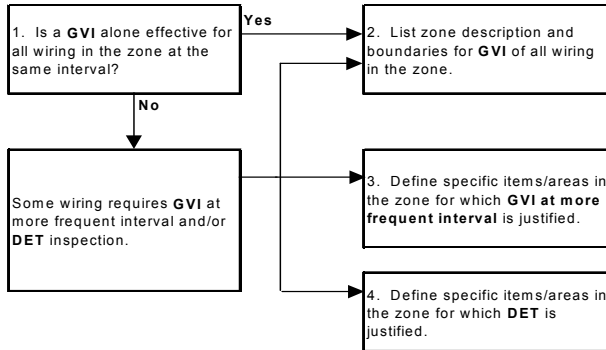 1. Is a GVI alone effective for
all wiring in the zone at the
same interval?
Yes
2. List zone description and
boundaries for GVI of all wiring
in the zone.
No
Some wiring requires GVI at
more frequent interval and/or
DET inspection.
3. Define specific items/areas in
the zone for which GVI at more
frequent interval is justified.
4. Define specific items/areas in
the zone for which DET is
justified.